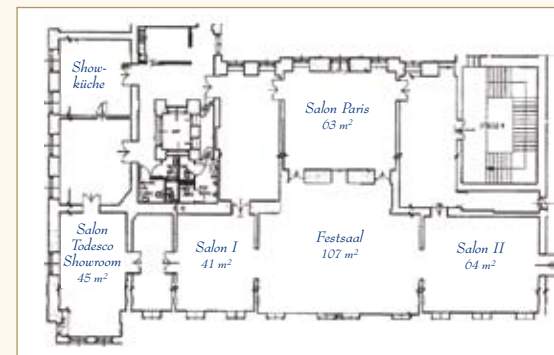 Show-
küche
Salon Paris
63 m²
Salon
Todesco
Showroom
45 m²
Salon I
41 m²
Festsaal
107 m²
Salon II
64 m²